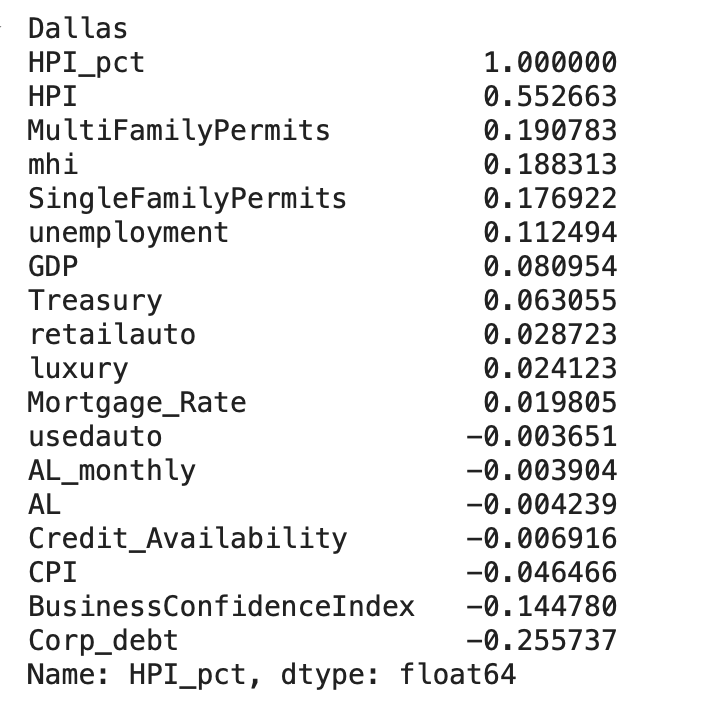 Dallas
HPI_pct 1.000000
HPI 0.552663
MultiFamilyPermits 0.190783
mhi 0.188313
SingleFamilyPermits 0.176922
unemployment 0.112494
GDP 0.080954
Treasury 0.063055
retailauto 0.028723
luxury 0.024123
Mortgage_Rate 0.019805
usedauto −0.003651
AL_monthly −0.003904
AL −0.004239
Credit_Availability −0.006916
CPI −0.046466
BusinessConfidenceIndex −0.144780
Corp_debt −0.255737
Name: HPI_pct, dtype: float64